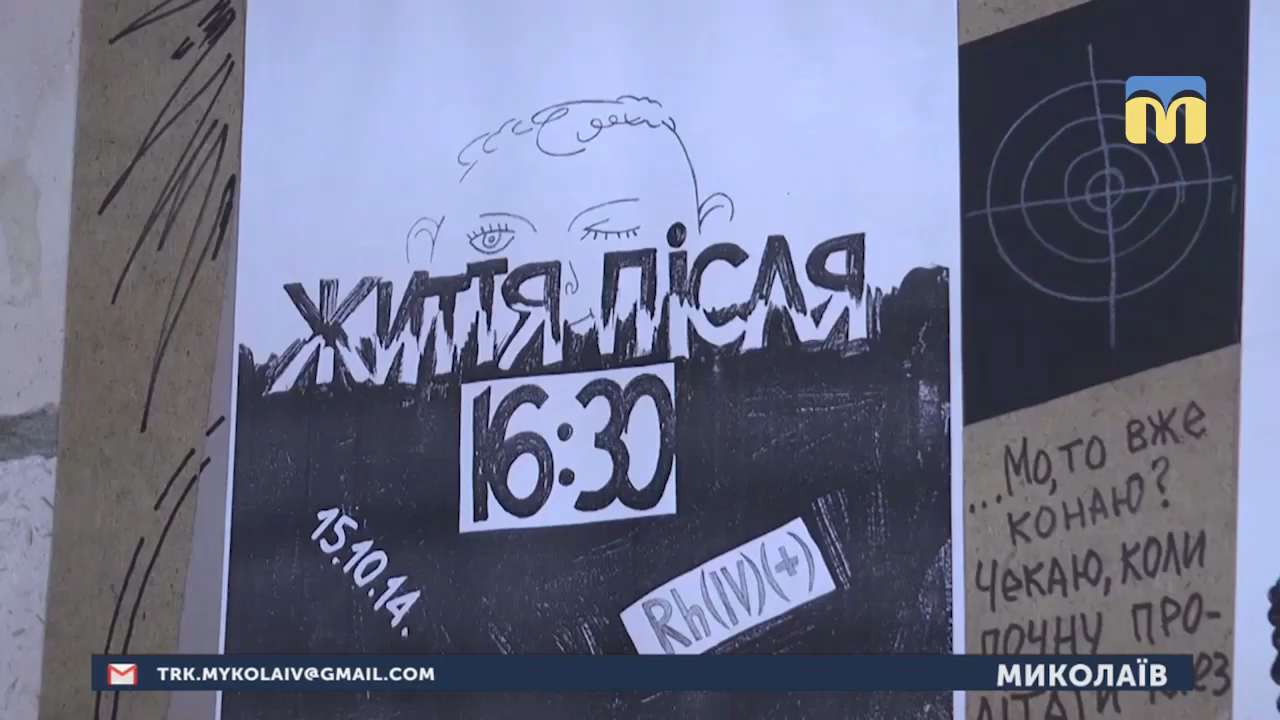 ЖИТТЯ ПІСЛЯ
16:30
15.10.14.
Rh(IV)(+)
...Мо, то вже
конаю?
Чекаю, коли
почну про-
літати
TRK.MYKOLAIV@GMAIL.COM
МИКОЛАЇВ
М